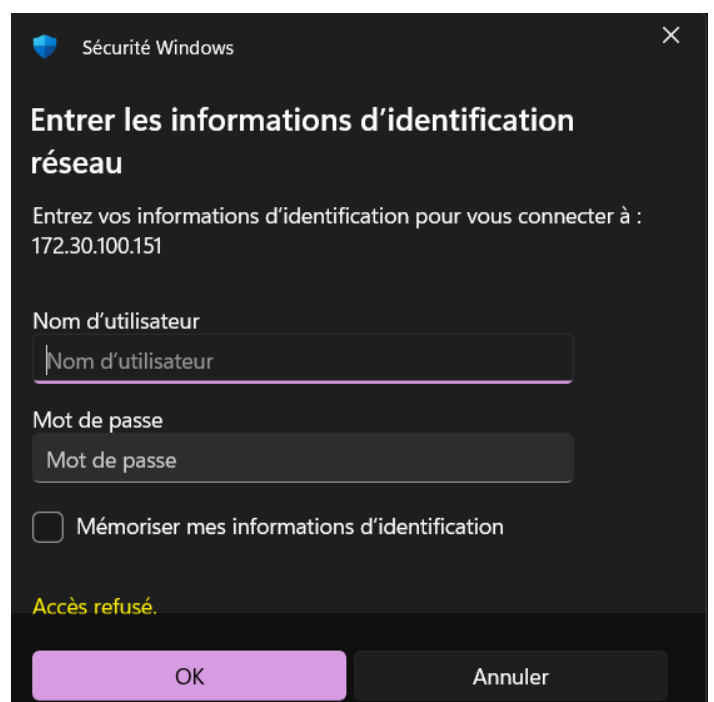 Sécurité Windows
Entrer les informations d’identification
réseau
Entrez vos informations d’identification pour vous connecter à :
172.30.100.151
Nom d’utilisateur
Nom d’utilisateur
Mot de passe
Mot de passe
Mémoriser mes informations d’identification
Accès refusé.
OK
Annuler